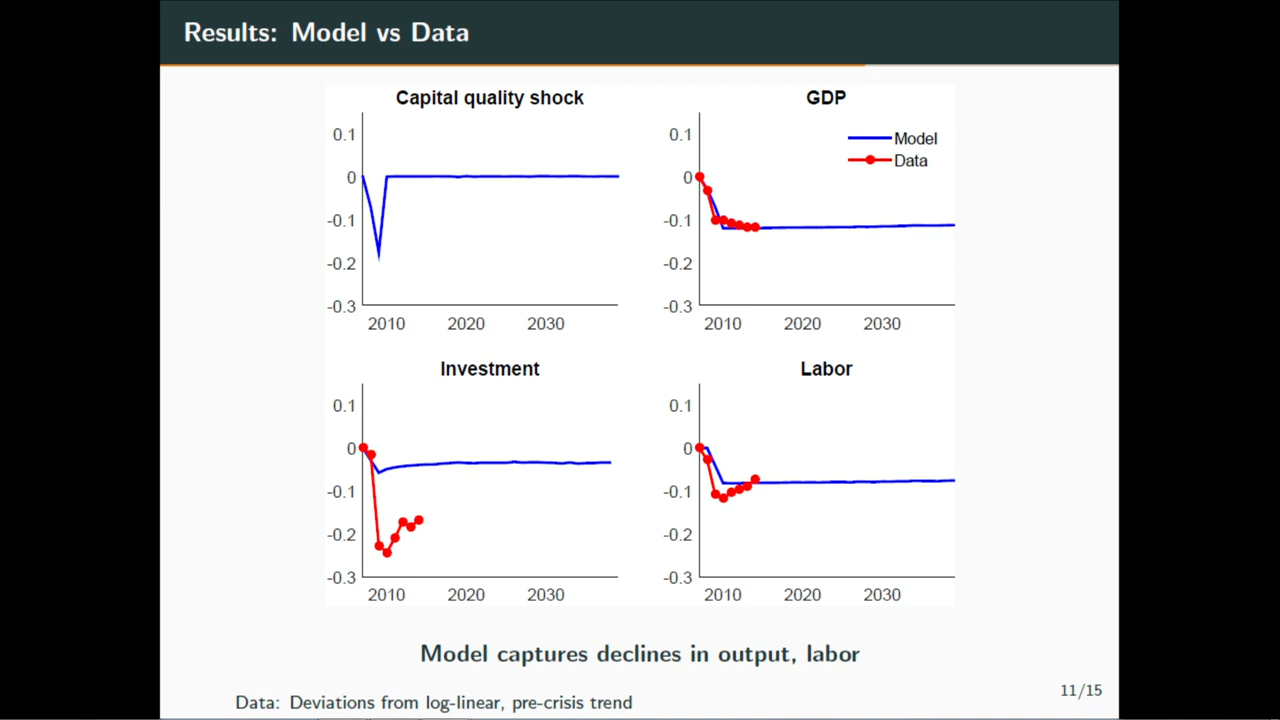 Results: Model vs Data
Capital quality shock
0.1
0
-0.1
-0.2
-0.3
2010 2020 2030
GDP
Model
Data
0.1
0
-0.1
-0.2
-0.3
2010 2020 2030
Investment
0.1
0
-0.1
-0.2
-0.3
2010 2020 2030
Labor
0.1
0
-0.1
-0.2
-0.3
2010 2020 2030
Model captures declines in output, labor
11/15
Data: Deviations from log-linear, pre-crisis trend